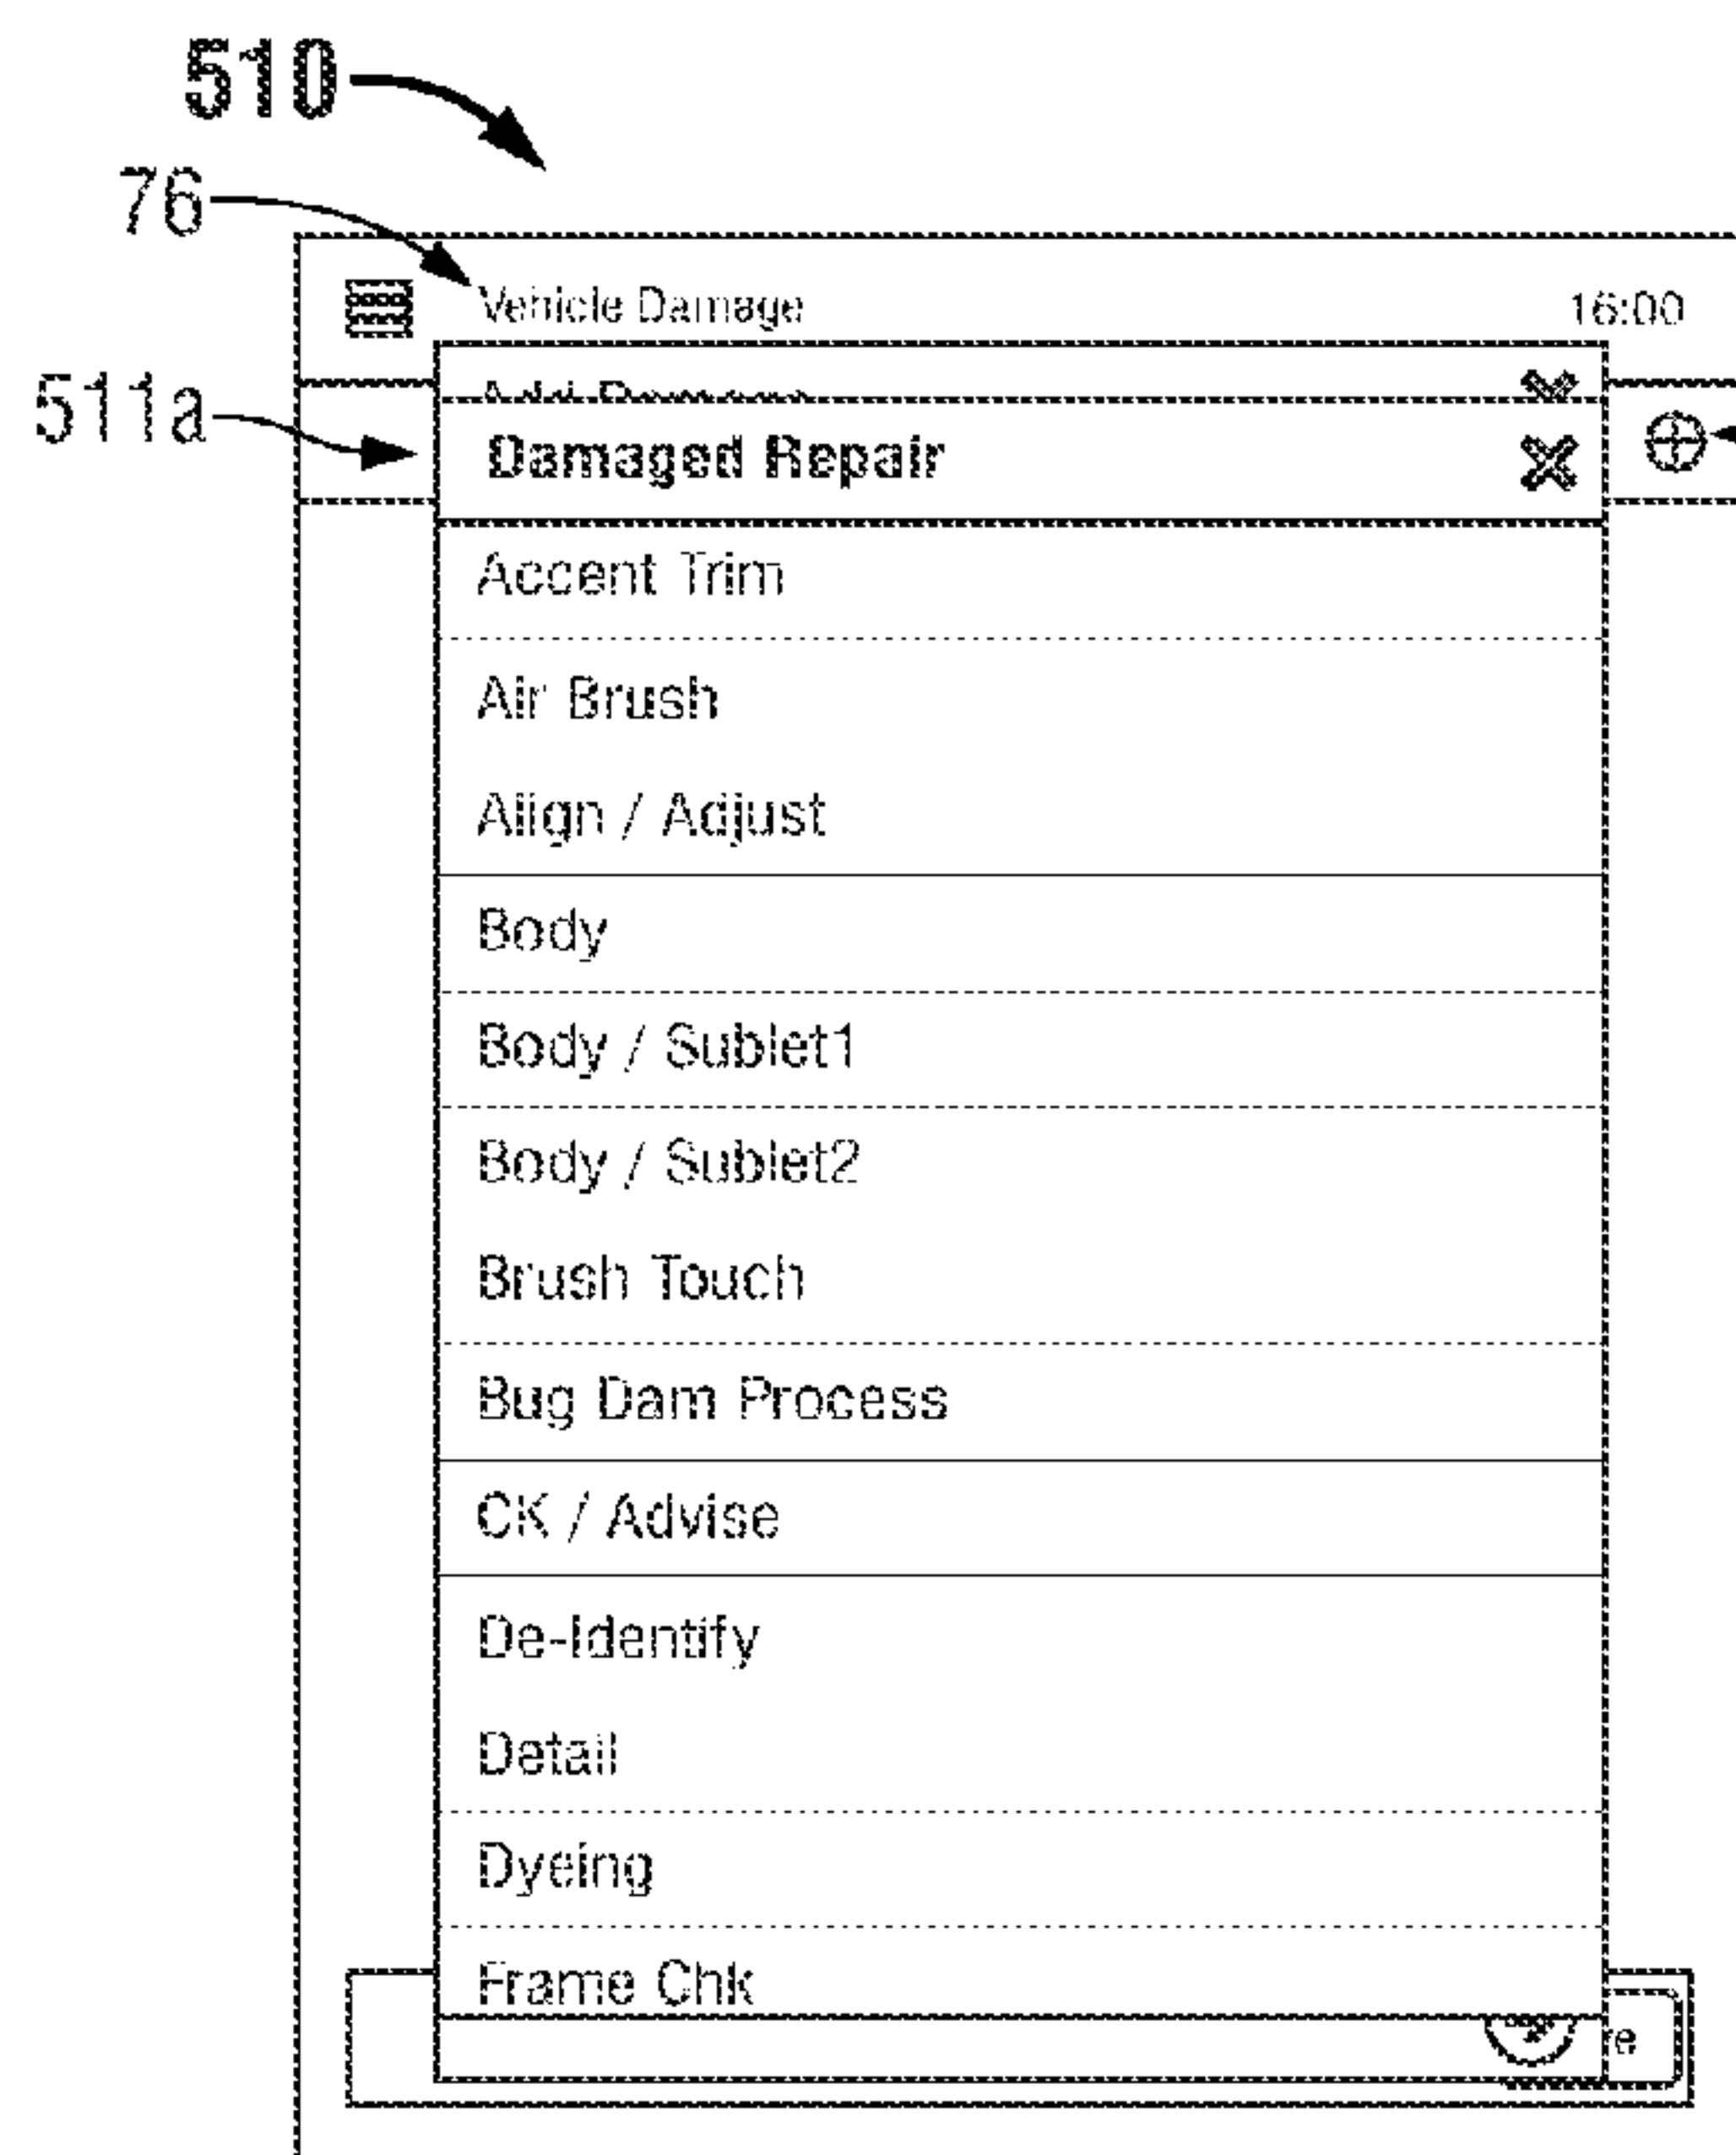 510
76
Vehicle Damage 16:00
511a
Damaged Repair
Accent Trim
Air Brush
Align / Adjust
Body
Body / Sublet1
Body / Sublet2
Brush Touch
Bug Dam Process
CK / Advise
De-Identify
Detail
Dyeing
Frame Chk